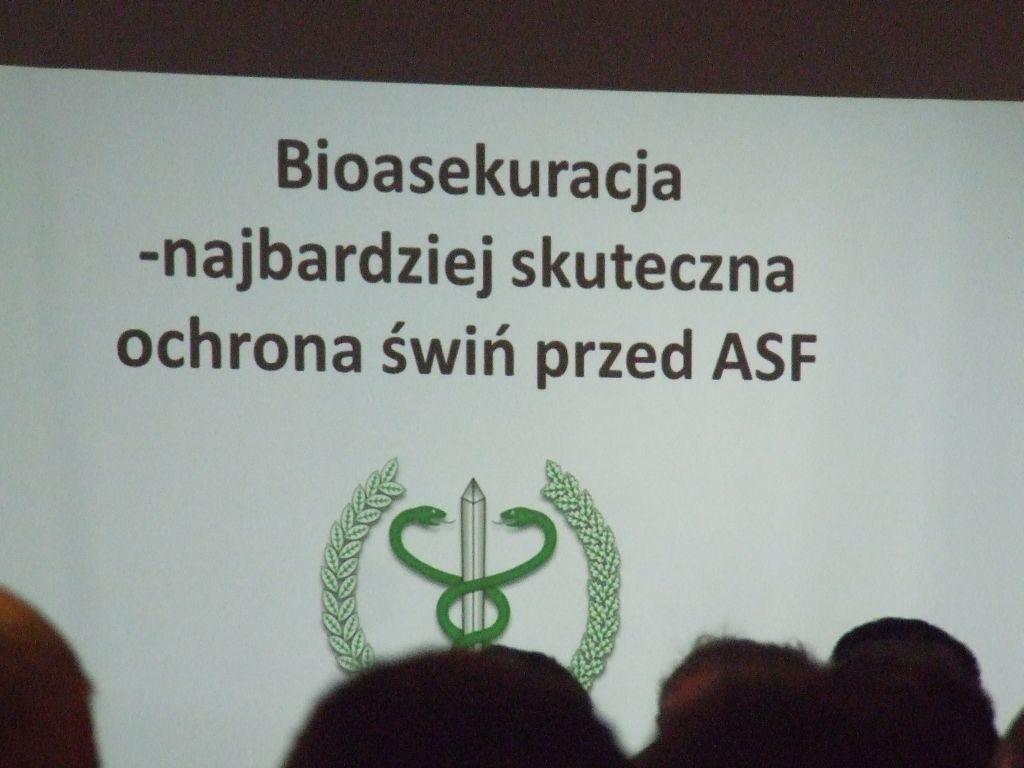 Bioasekuracja
-najbardziej skuteczna
ochrona świń przed ASF